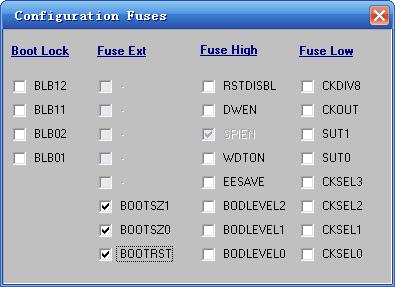 Configuration Fuses
Boot Lock Fuse Ext Fuse High Fuse Low
BLB12 - RSTDISBL CKDIV8
BLB11 - DWEN CKOUT
BLB02 - SPIEN SUT1
BLB01 - WDTON SUT0
- EESAVE CKSEL3
BOOTSZ1 BODLEVEL2 CKSEL2
BOOTSZ0 BODLEVEL1 CKSEL1
BOOTRST BODLEVEL0 CKSEL0